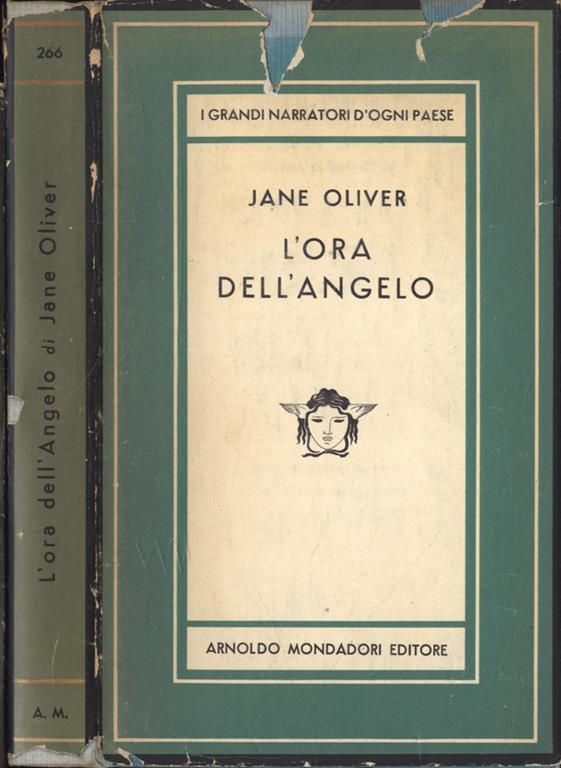 266
L'ora dell'Angelo di Jane Oliver
A. M.
I GRANDI NARRATORI D'OGNI PAESE
JANE OLIVER
L'ORA
DELL'ANGELO
ARNOLDO MONDADORI EDITORE